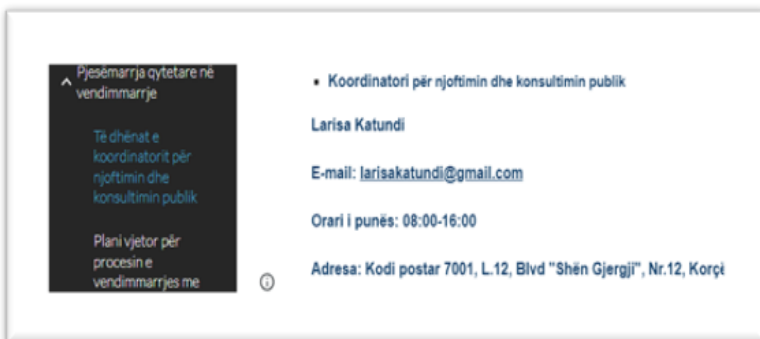 Pjesëmarrja qytetare në
vendimmarrje
Të dhënat e
koordinatorit për
njoftimin dhe
konsultimin publik
Plani vjetor për
procesin e
vendimmarrjes me
• Koordinatori për njoftimin dhe konsultimin publik
Larisa Katundi
E-mail: larisakatundi@gmail.com
Orari i punës: 08:00-16:00
Adresa: Kodi postar 7001, L.12, Blvd "Shën Gjergji", Nr.12, Korçë